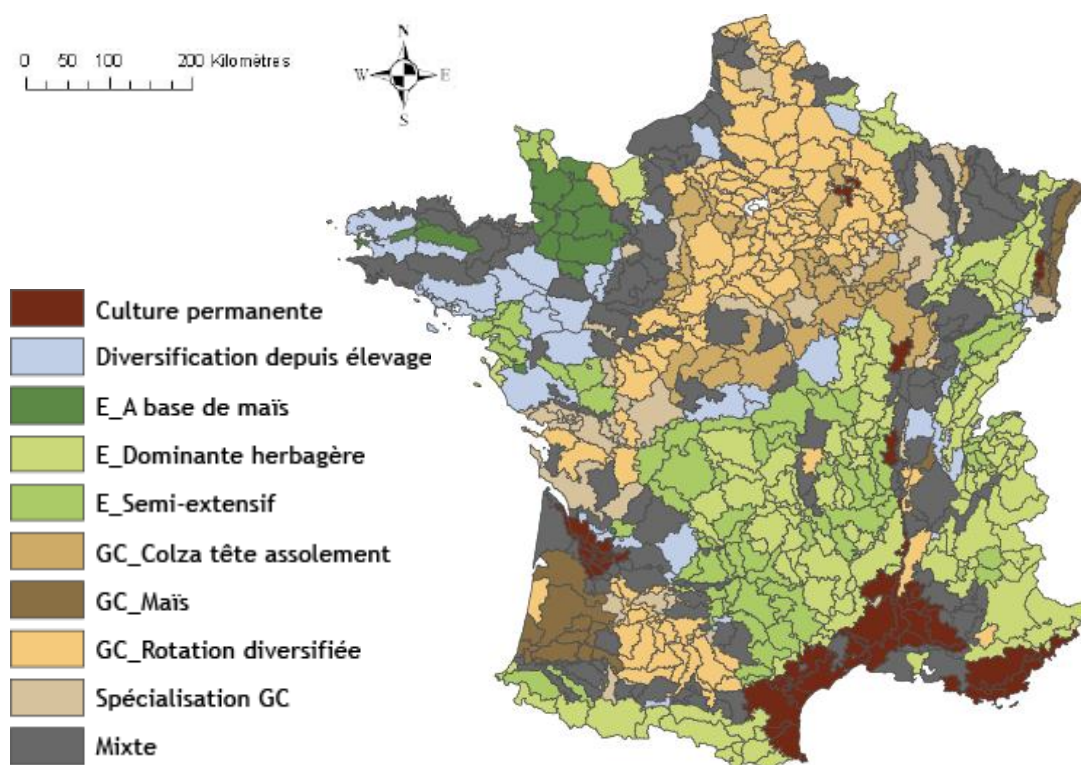 0 50 100 200 Kilomètres
N
W E
S
Culture permanente
Diversification depuis élevage
E_A base de maïs
E_Dominante herbagère
E_Semi-extensif
GC_Colza tête assolement
GC_Maïs
GC_Rotation diversifiée
Spécialisation GC
Mixte